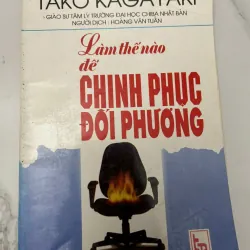 TAKO KAGAYAKI
- GIÁO SƯ TÂM LÝ TRƯỜNG ĐẠI HỌC CHIBA NHẬT BẢN
NGƯỜI DỊCH : HOÀNG VĂN TUẤN
Làm thế nào
để
CHINH PHỤC
ĐỐI PHƯƠNG